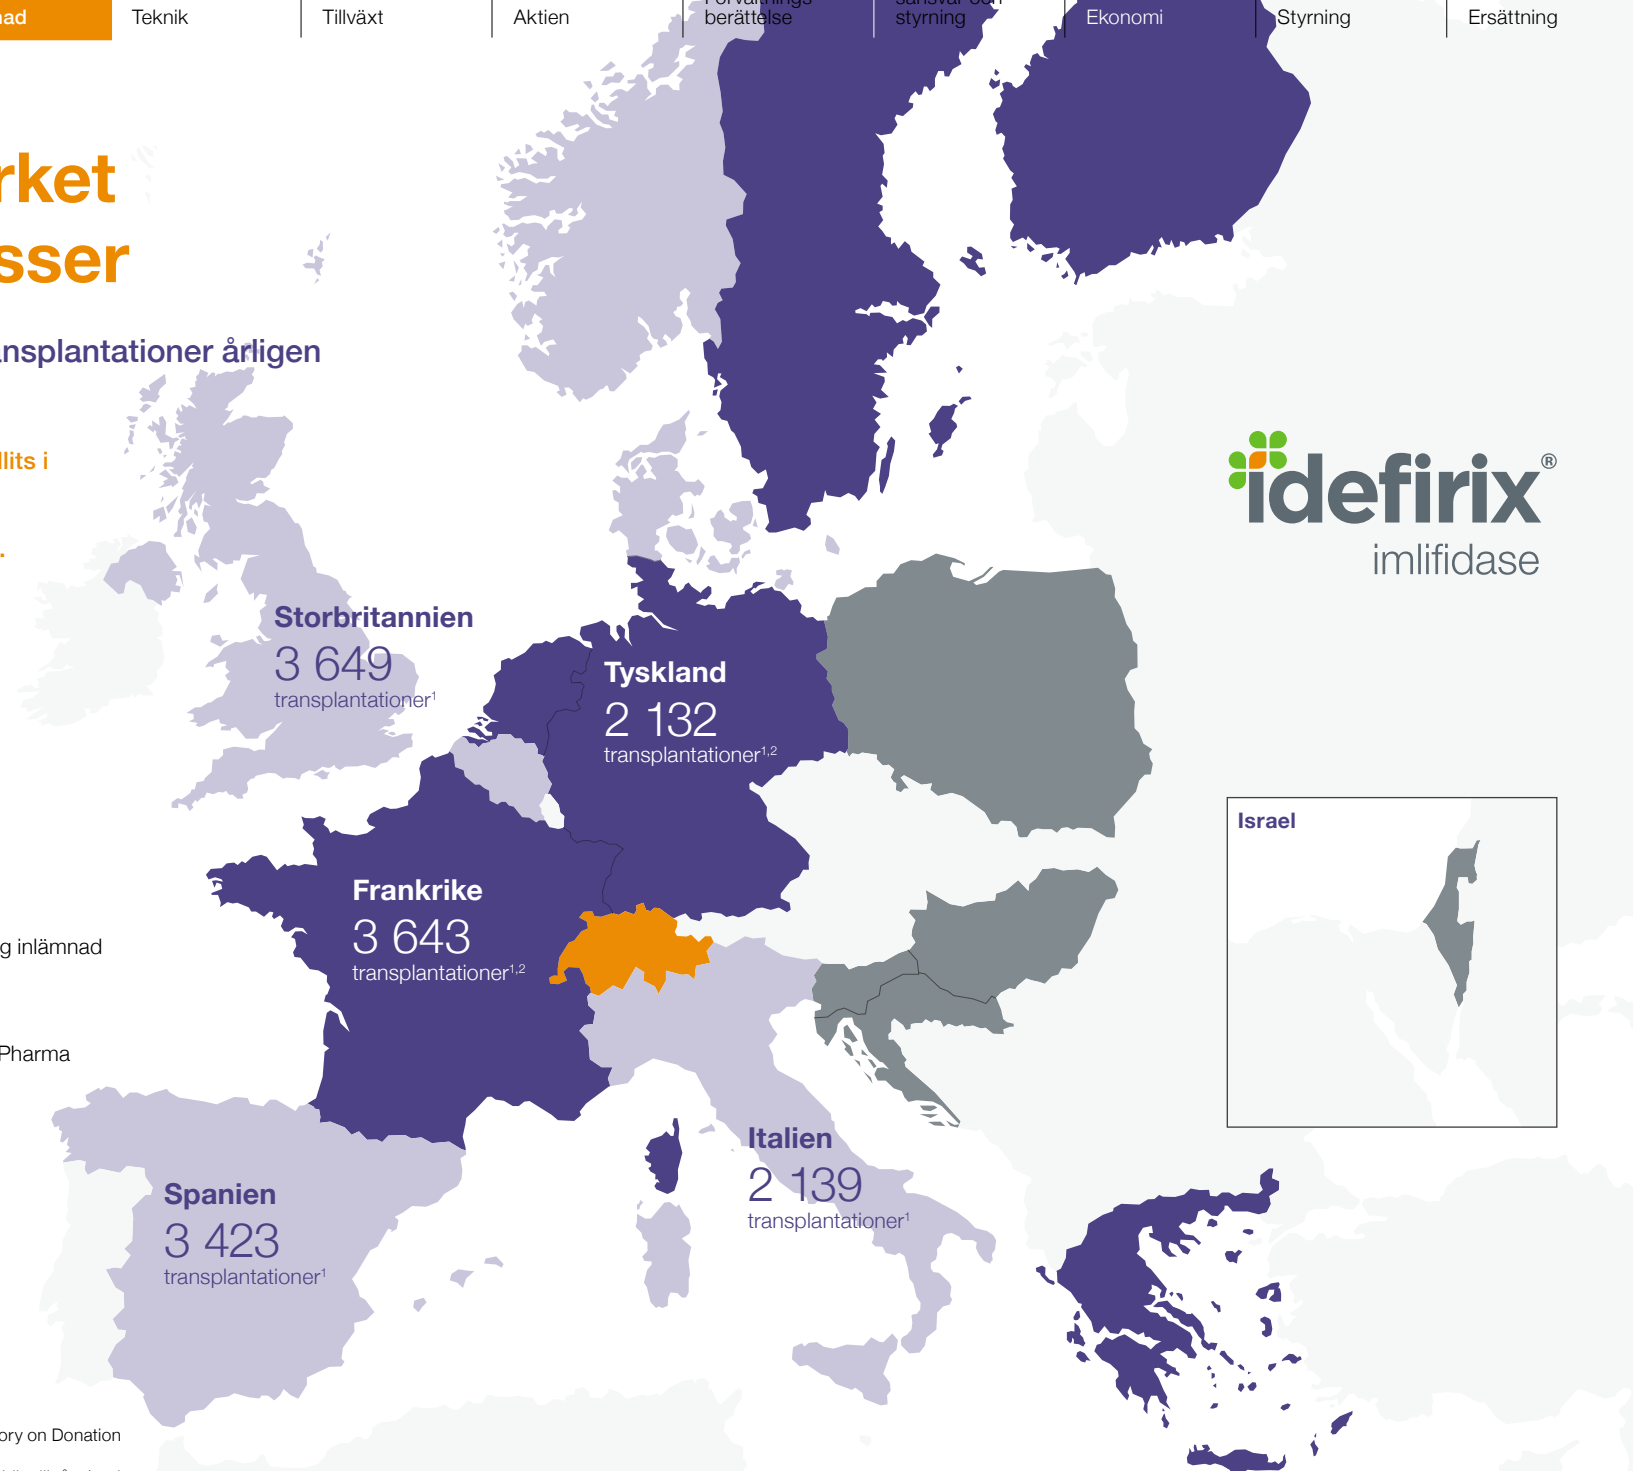 nad
Teknik
Tillväxt
Aktien
berättelse
styrning
Ekonomi
Styrning
Ersättning
rket
sser
nsplantationer årligen
llits i
.
idefirix®
imlifidase
Storbritannien
3 649
transplantationer¹
Tyskland
2 132
transplantationer¹,²
Israel
Frankrike
3 643
transplantationer¹,²
g inlämnad
Pharma
Italien
2 139
transplantationer¹
Spanien
3 423
transplantationer¹
ory on Donation